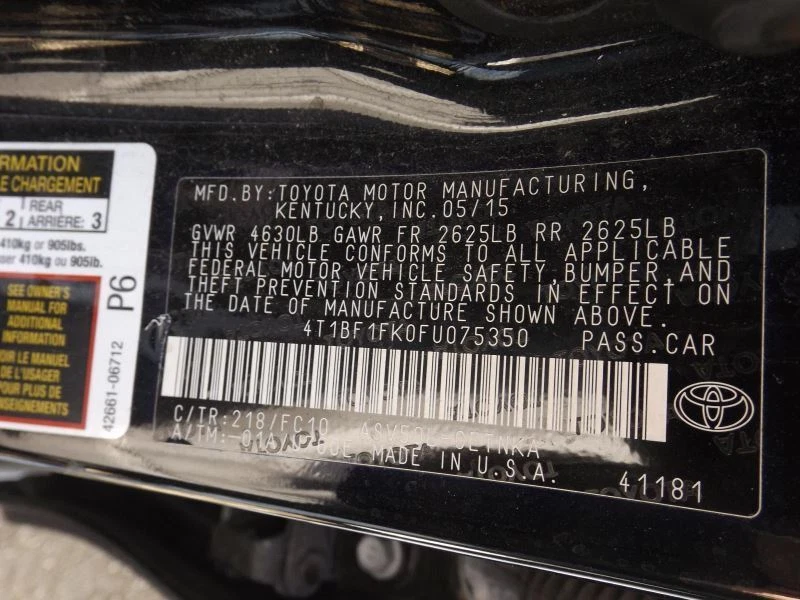 RMATION
E CHARGEMENT
2 REAR ARRIÈRE: 3
410kg or 905lbs.
ser 410kg ou 905lb.
SEE OWNER'S
MANUAL FOR
ADDITIONAL
INFORMATION
OIR LE MANUEL
DE L'USAGER
POUR PLUS DE
P6
42661-06712
MFD.BY:TOYOTA MOTOR MANUFACTURING,
KENTUCKY,INC.05/15
GVWR 4630LB GAWR FR 2625LB RR 2625LB
THIS VEHICLE CONFORMS TO ALL APPLICABLE
FEDERAL MOTOR VEHICLE SAFETY,BUMPER,AND
THEFT PREVENTION STANDARDS IN EFFECT ON
THE DATE OF MANUFACTURE SHOWN ABOVE.
4T1BF1FK0FU075350 PASS.CAR
C/TR:218/FC10
A/TM:-01A
MADE IN U.S.A.
41181